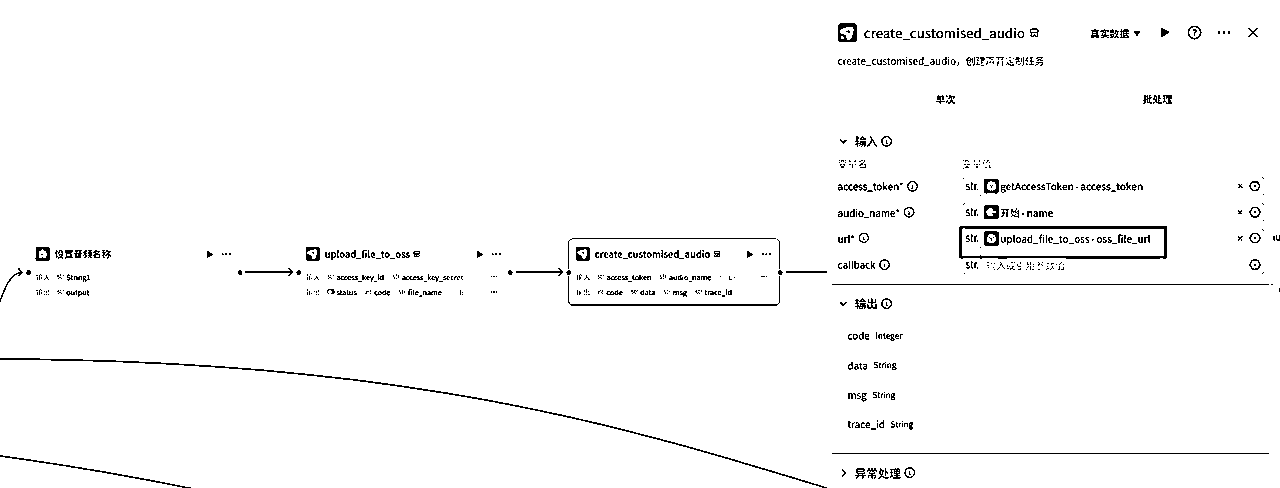 设置音频名称
输入 String1
输出 output
upload_file_to_oss
输入 access_key_id access_key_secret
输出 status code file_name
create_customised_audio
输入 access_token audio_name
输出 code data msg trace_id
create_customised_audio 真实数据
create_customised_audio，创建声音定制任务
单次 批处理
输入
变量名 变量值
access_token* str. getAccessToken - access_token
audio_name* str. 开始 - name
url* str. upload_file_to_oss - oss_file_url
callback str. 输入或引用参数值
输出
code Integer
data String
msg String
trace_id String
异常处理